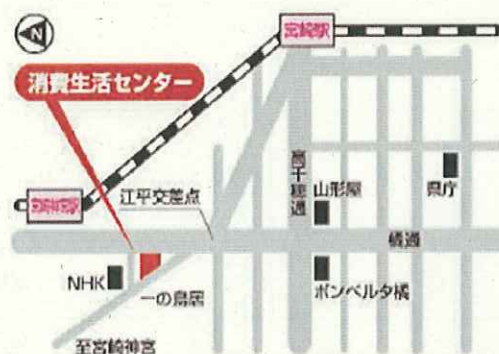 N
宮崎駅
消費生活センター
宮崎神宮駅
江平交差点
高千穂通
山形屋
県庁
橘通
NHK
一の鳥居
ボンベルタ橘
至宮崎神宮